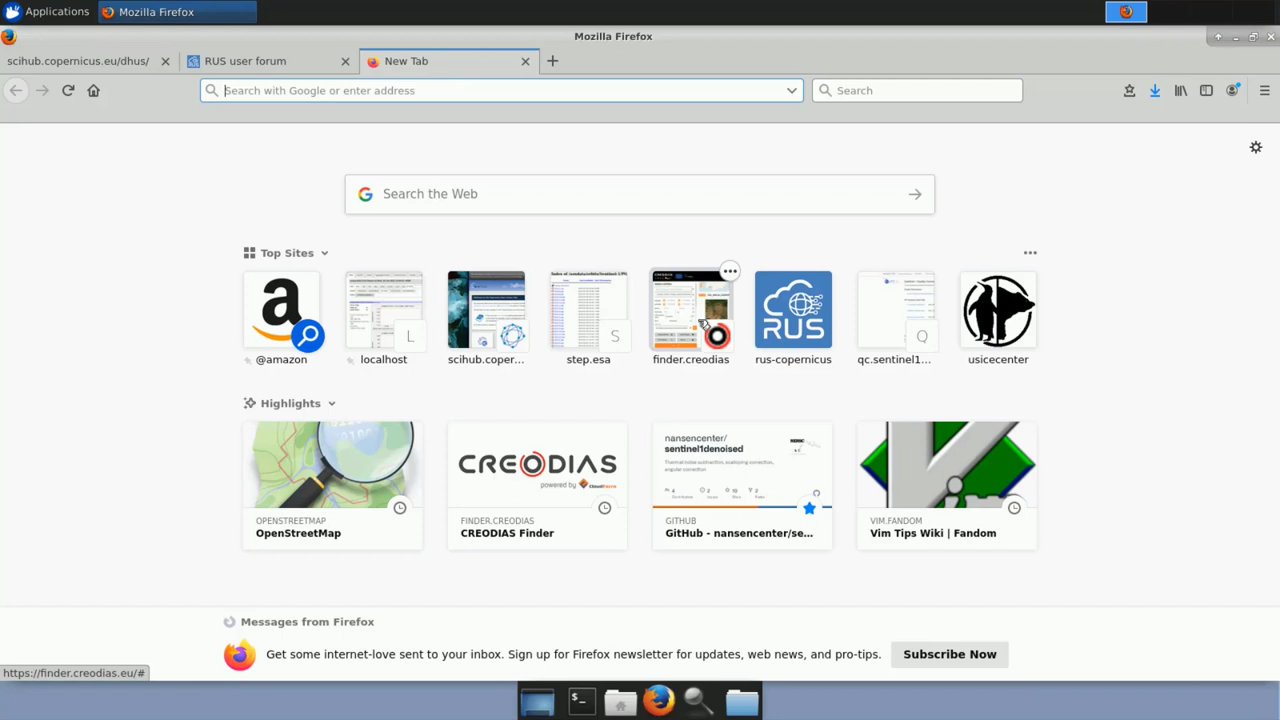 Applications
Mozilla Firefox
Mozilla Firefox
scihub.copernicus.eu/dhus/
RUS user forum
New Tab
Search with Google or enter address
Search
Search the Web
Top Sites
@amazon
localhost
scihub.coper...
step.esa
finder.creodias
rus-copernicus
qc.sentinel1...
usicecenter
L
S
RUS
Q
Highlights
CREODIAS
nansencenter/
sentinel1denoised
OPENSTREETMAP
OpenStreetMap
FINDER.CREODIAS
CREODIAS Finder
GITHUB
GitHub - nansencenter/se...
VIM.FANDOM
Vim Tips Wiki | Fandom
Messages from Firefox
Get some internet-love sent to your inbox. Sign up for Firefox newsletter for updates, web news, and pro-tips.
Subscribe Now
https://finder.creodias.eu/#